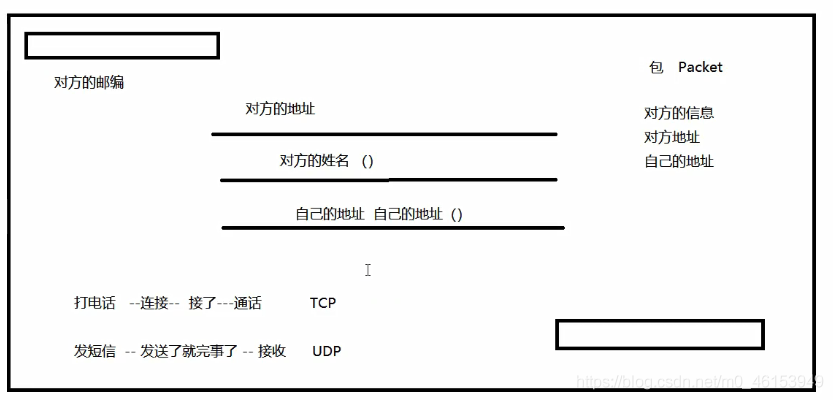 对方的邮编
包 Packet
对方的地址
对方的信息
对方地址
对方的姓名 ()
自己的地址
自己的地址 自己的地址 ()
打电话 --连接-- 接了---通话 TCP
发短信 -- 发送了就完事了 -- 接收 UDP
https://blog.csdn.net/m0_46153949